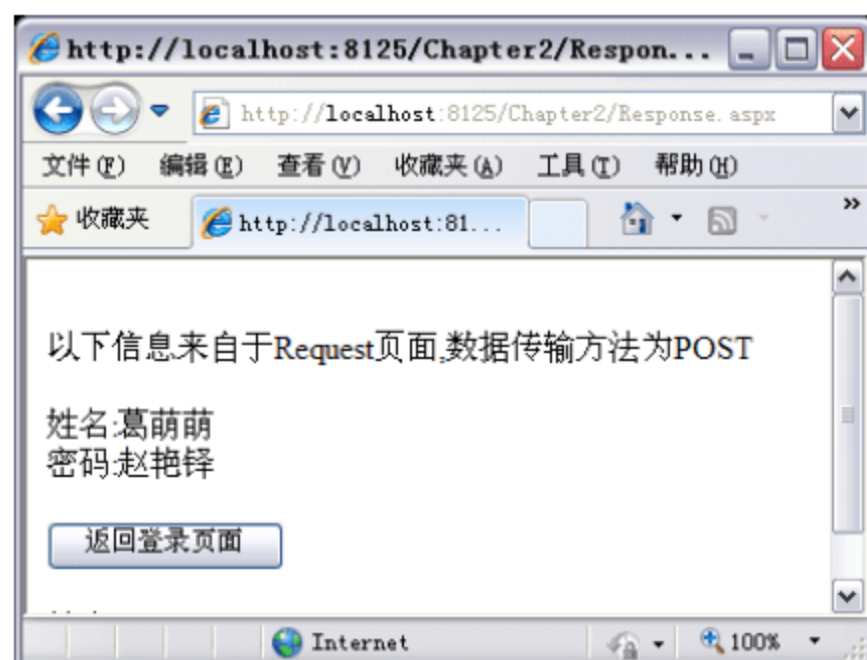 http://localhost:8125/Chapter2/Respon...
http://localhost:8125/Chapter2/Response.aspx
文件(F) 编辑(E) 查看(V) 收藏夹(A) 工具(T) 帮助(H)
收藏夹 http://localhost:81... »
以下信息来自于Request页面,数据传输方法为POST
姓名:葛萌萌
密码:赵艳铎
返回登录页面
Internet 100%